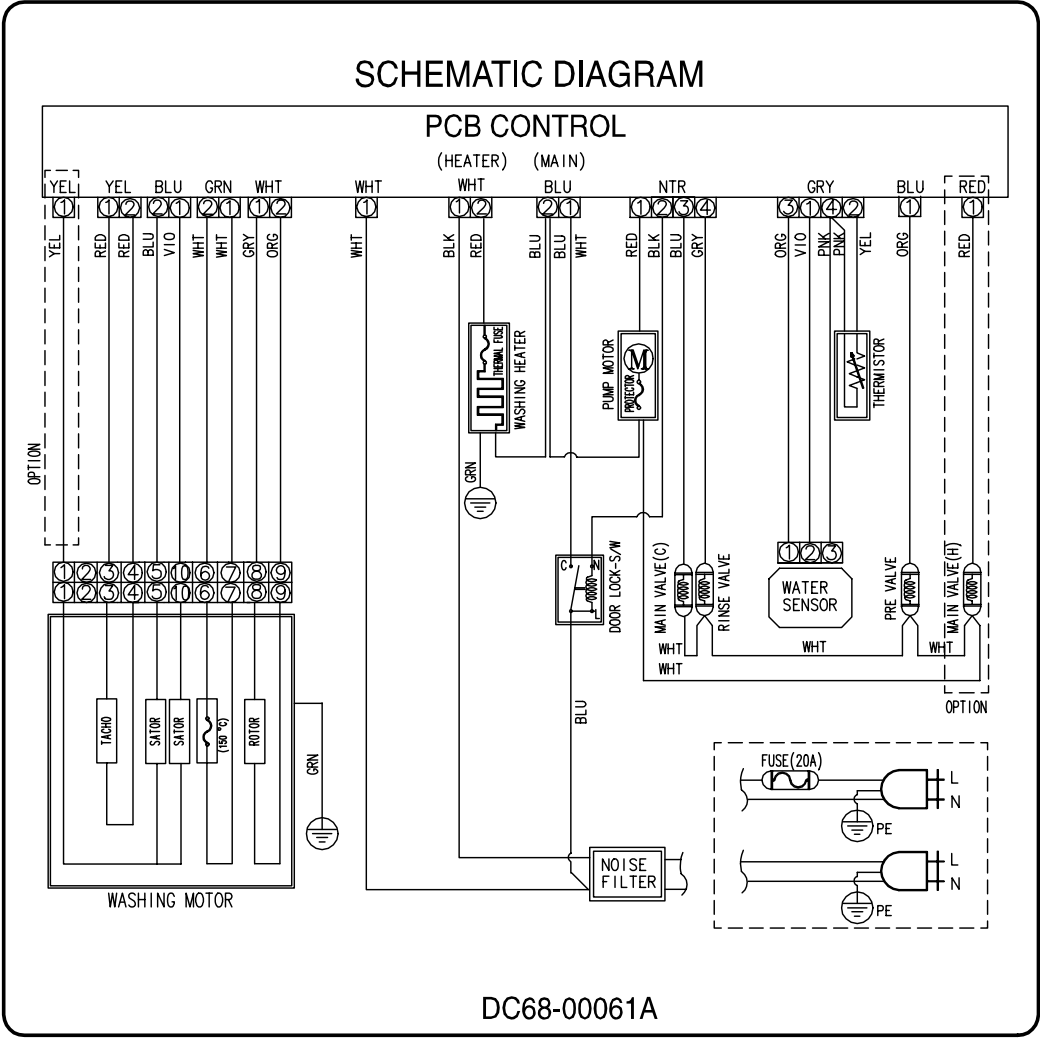 SCHEMATIC DIAGRAM
PCB CONTROL
(HEATER) (MAIN)
YEL YEL BLU GRN WHT WHT WHT BLU NTR GRY BLU RED
1 1 2 2 1 2 1 1 2 1 1 2 2 1 1 2 3 4 3 1 4 2 1 1
YEL RED RED BLU VIO WHT WHT GRY ORG WHT BLK RED BLU BLU WHT RED BLK BLU GRY ORG VIO PNK PNK YEL ORG RED
OPTION
THERMAL FUSE
WASHING HEATER
GRN
PUMP MOTOR
M
PROTECTOR
THERMISTOR
1 2 3 4 5 10 6 7 8 9
1 2 3 4 5 10 6 7 8 9
C N
L
DOOR LOCK-S/W
MAIN VALVE(C)
RINSE VALVE
1 2 3
WATER
SENSOR
PRE VALVE
MAIN VALVE(H)
WHT WHT WHT
WHT
OPTION
BLU
TACHO
SATOR
SATOR
(150 °C)
ROTOR
GRN
WASHING MOTOR
NOISE
FILTER
FUSE(20A)
L
N
PE
L
N
PE
DC68-00061A